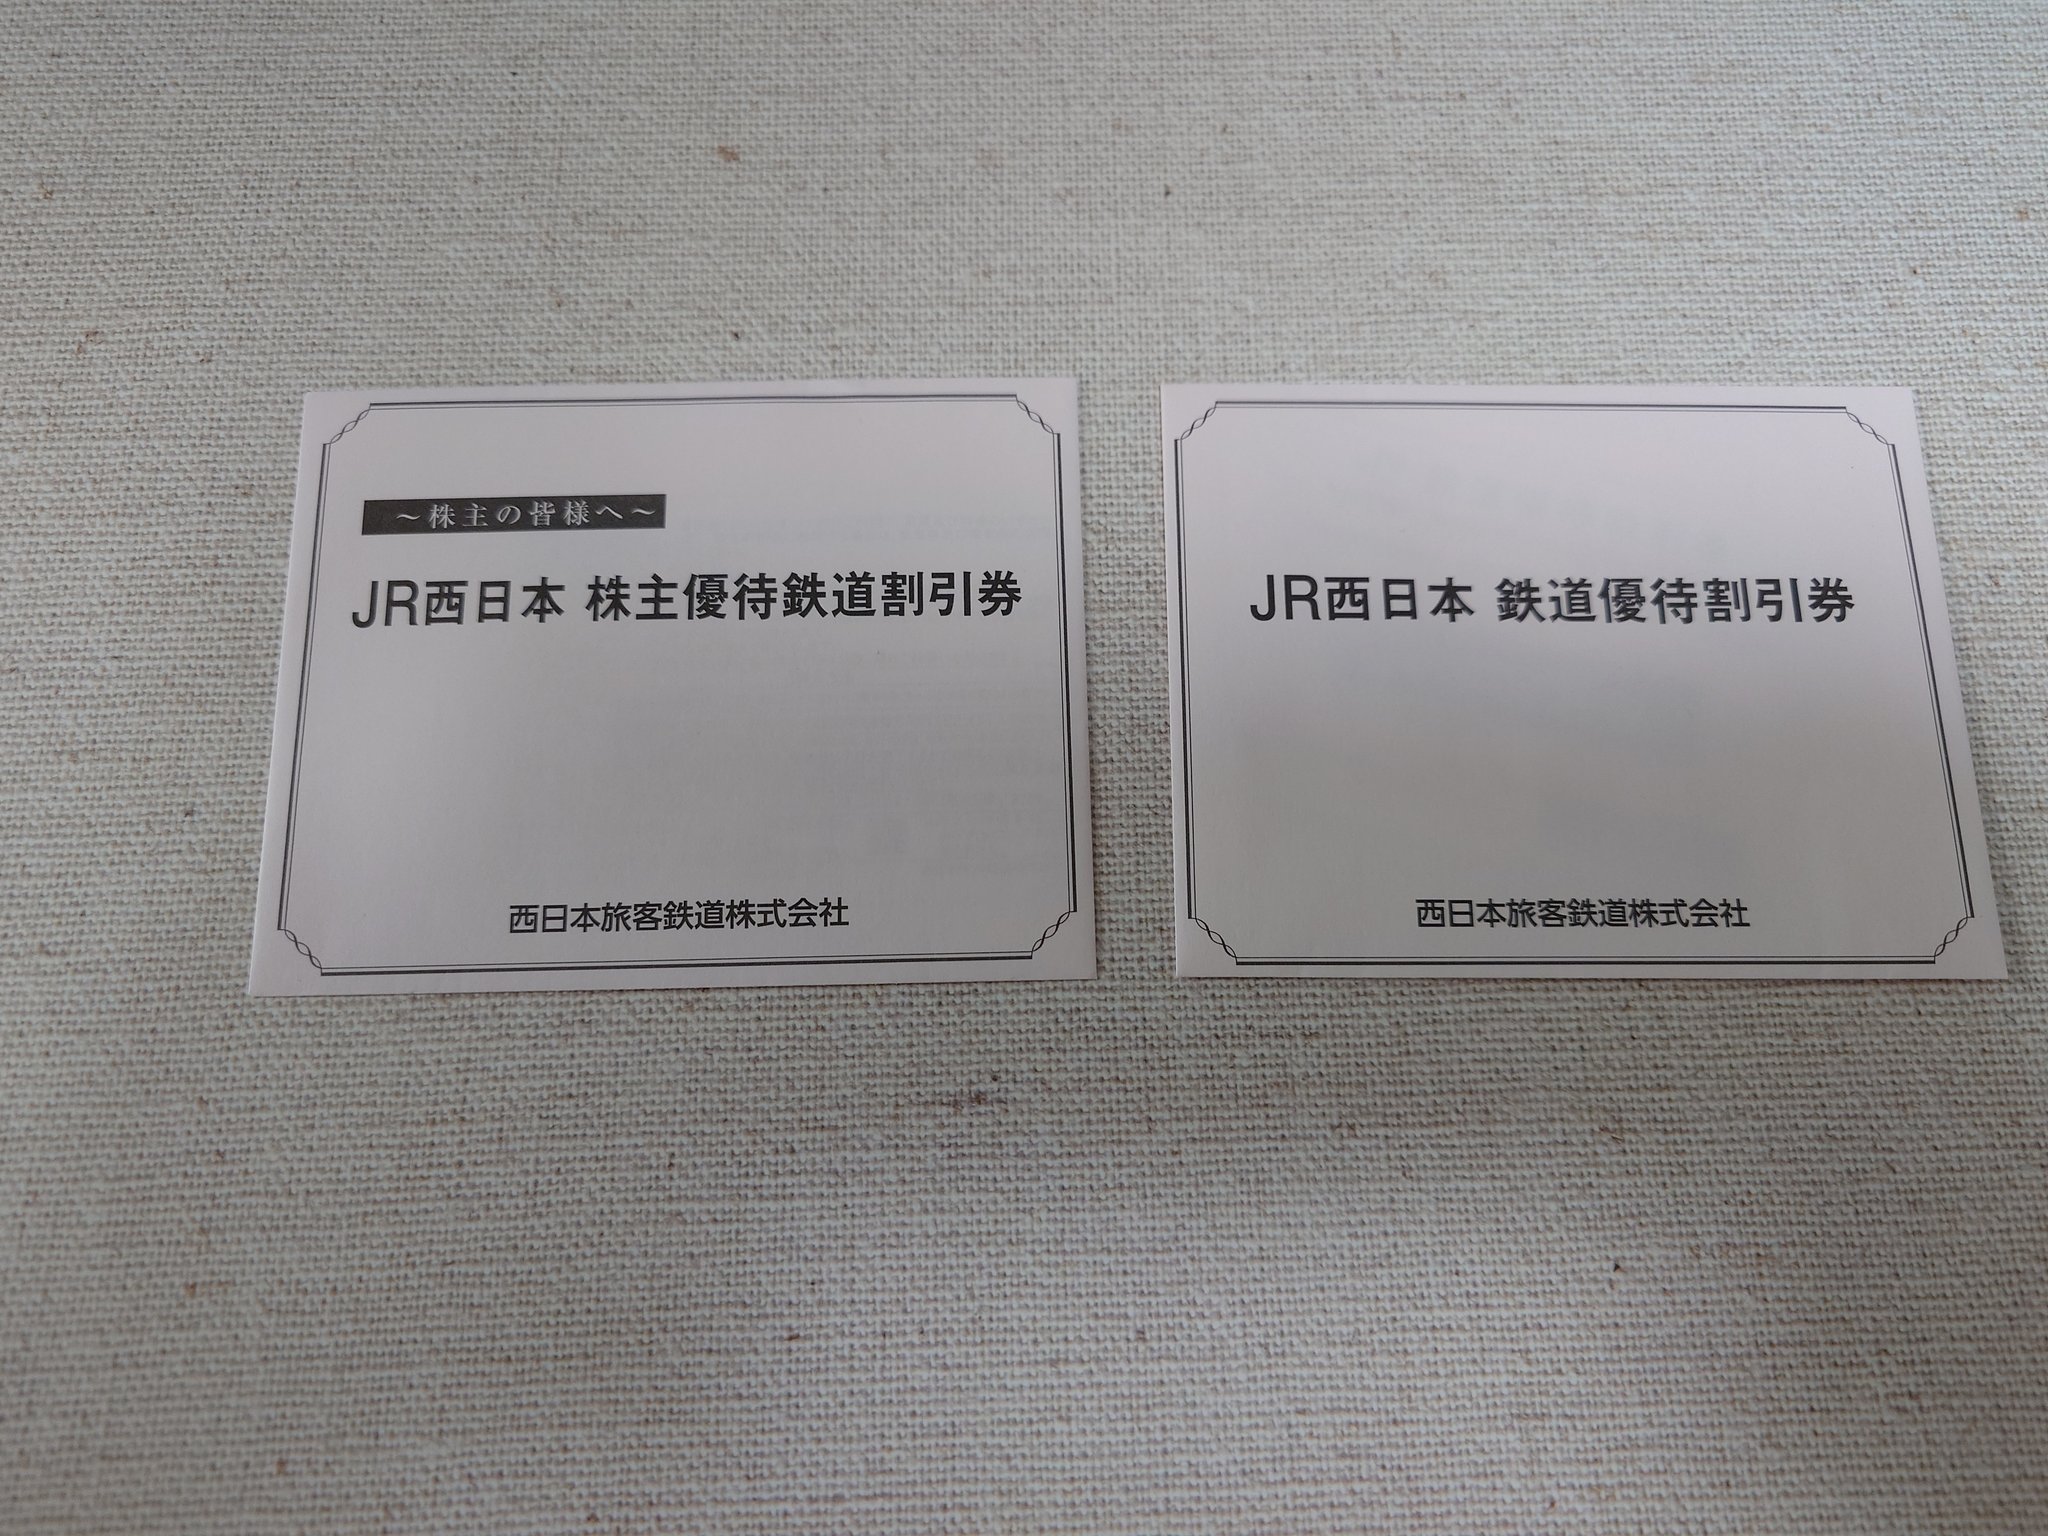 ～株主の皆様へ～
JR西日本 株主優待鉄道割引券
西日本旅客鉄道株式会社
JR西日本 鉄道優待割引券
西日本旅客鉄道株式会社